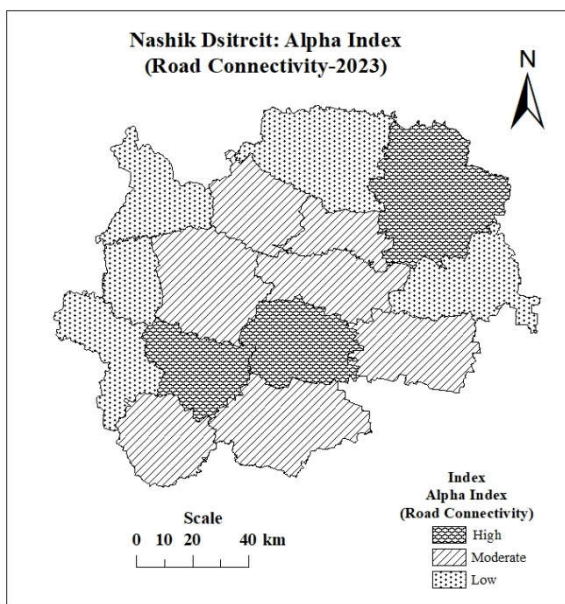 Nashik Dsitrcit: Alpha Index
(Road Connectivity-2023)
N
Index
Alpha Index
(Road Connectivity)
High
Moderate
Low
Scale
0 10 20 40 km